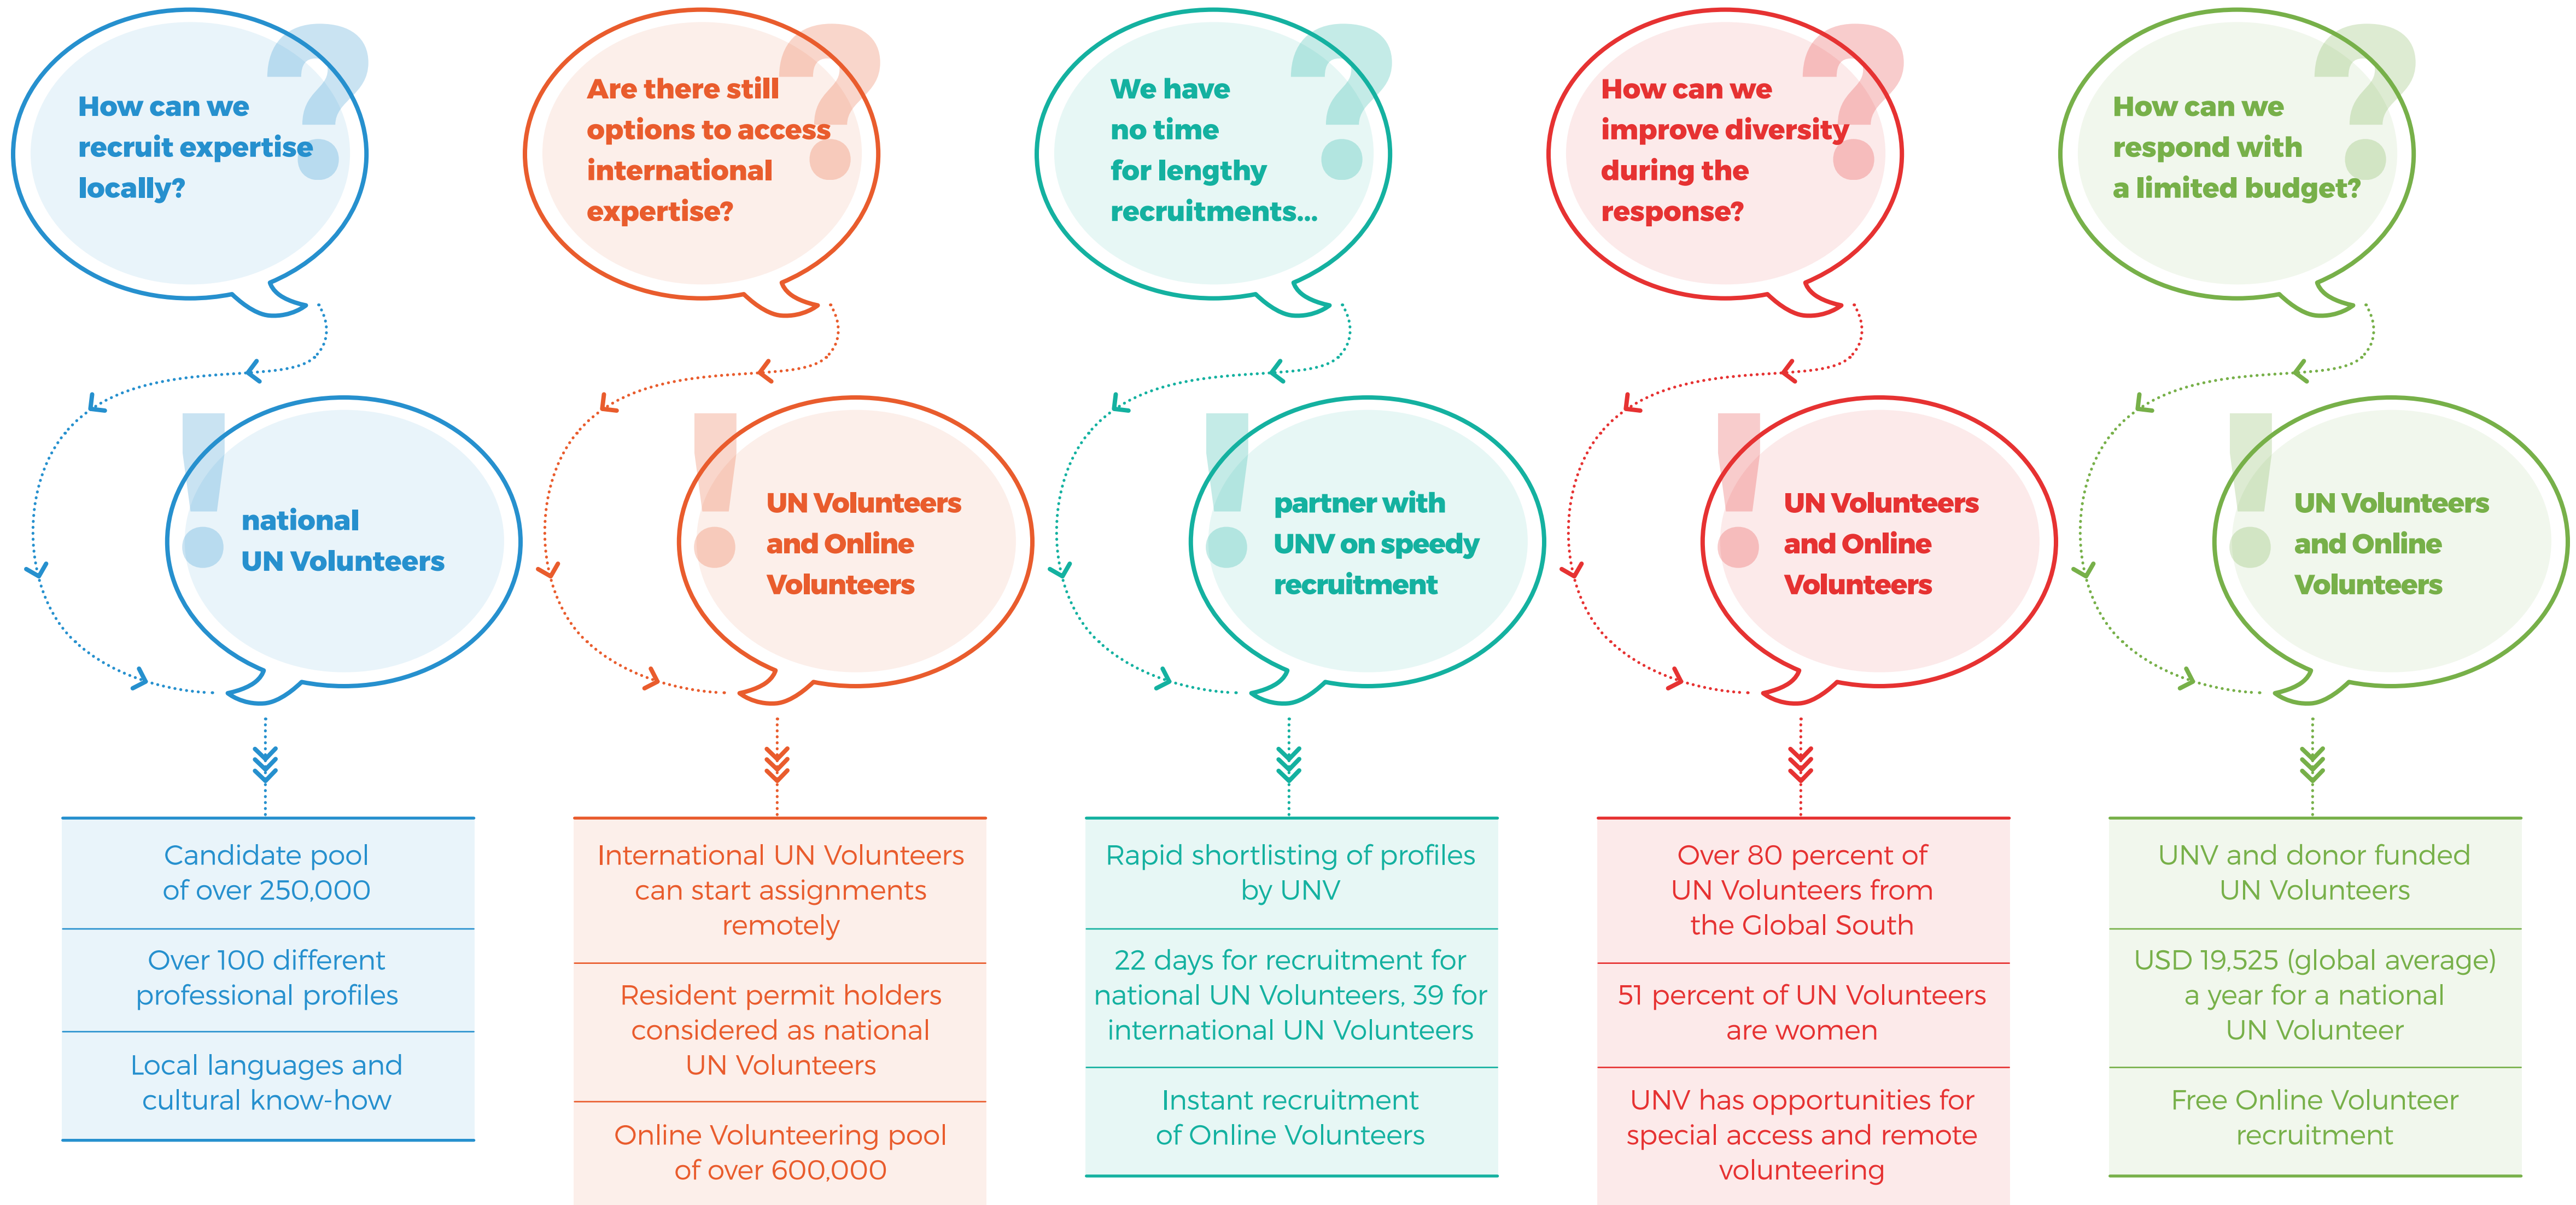 How can we
recruit expertise
locally?
national
UN Volunteers
Candidate pool
of over 250,000
Over 100 different
professional profiles
Local languages and
cultural know-how
Are there still
options to access
international
expertise?
UN Volunteers
and Online
Volunteers
International UN Volunteers
can start assignments
remotely
Resident permit holders
considered as national
UN Volunteers
Online Volunteering pool
of over 600,000
We have
no time
for lengthy
recruitments...
partner with
UNV on speedy
recruitment
Rapid shortlisting of profiles
by UNV
22 days for recruitment for
national UN Volunteers, 39 for
international UN Volunteers
Instant recruitment
of Online Volunteers
How can we
improve diversity
during the
response?
UN Volunteers
and Online
Volunteers
Over 80 percent of
UN Volunteers from
the Global South
51 percent of UN Volunteers
are women
UNV has opportunities for
special access and remote
volunteering
How can we
respond with
a limited budget?
UN Volunteers
and Online
Volunteers
UNV and donor funded
UN Volunteers
USD 19,525 (global average)
a year for a national
UN Volunteer
Free Online Volunteer
recruitment